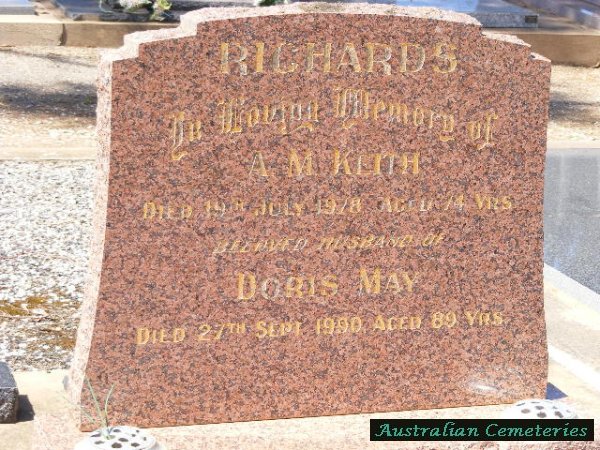 RICHARDS
In Loving Memory of
A. M. KEITH
DIED 19TH JULY 1978 AGED 74 YRS
BELOVED HUSBAND OF
DORIS MAY
DIED 27TH SEPT 1990 AGED 89 YRS
Australian Cemeteries